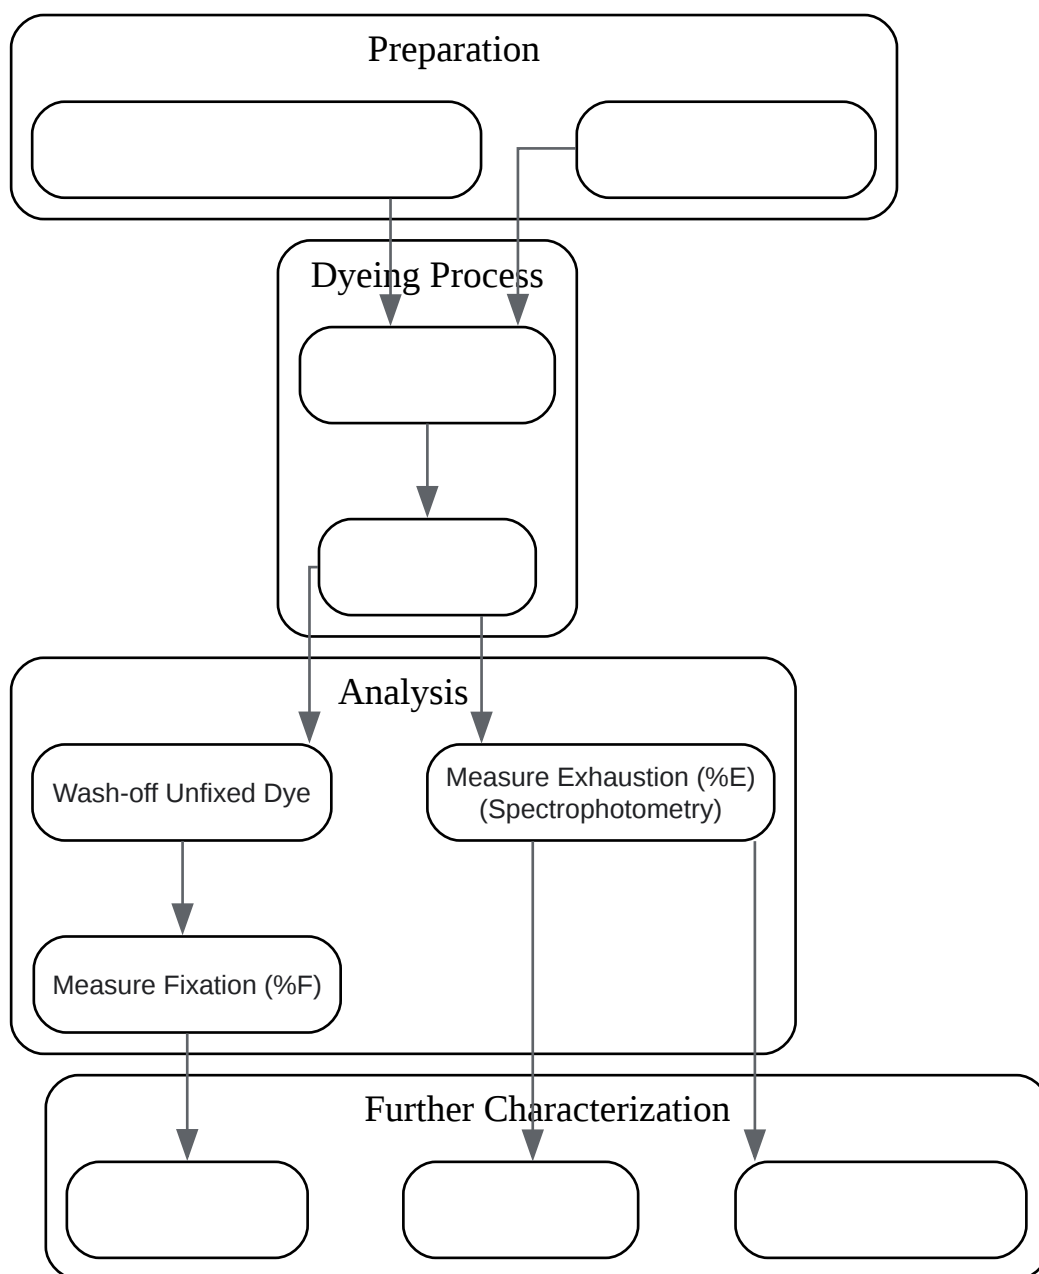 Preparation
Dyeing Process
Analysis
Wash-off Unfixed Dye
Measure Exhaustion (%E)
(Spectrophotometry)
Measure Fixation (%F)
Further Characterization